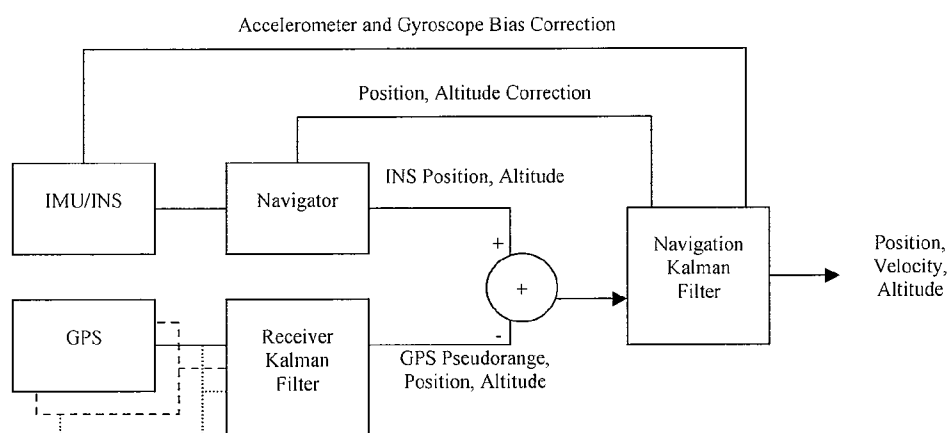 Accelerometer and Gyroscope Bias Correction
Position, Altitude Correction
IMU/INS
Navigator
INS Position, Altitude
+
+
-
Navigation
Kalman
Filter
Position,
Velocity,
Altitude
GPS
Receiver
Kalman
Filter
GPS Pseudorange,
Position, Altitude